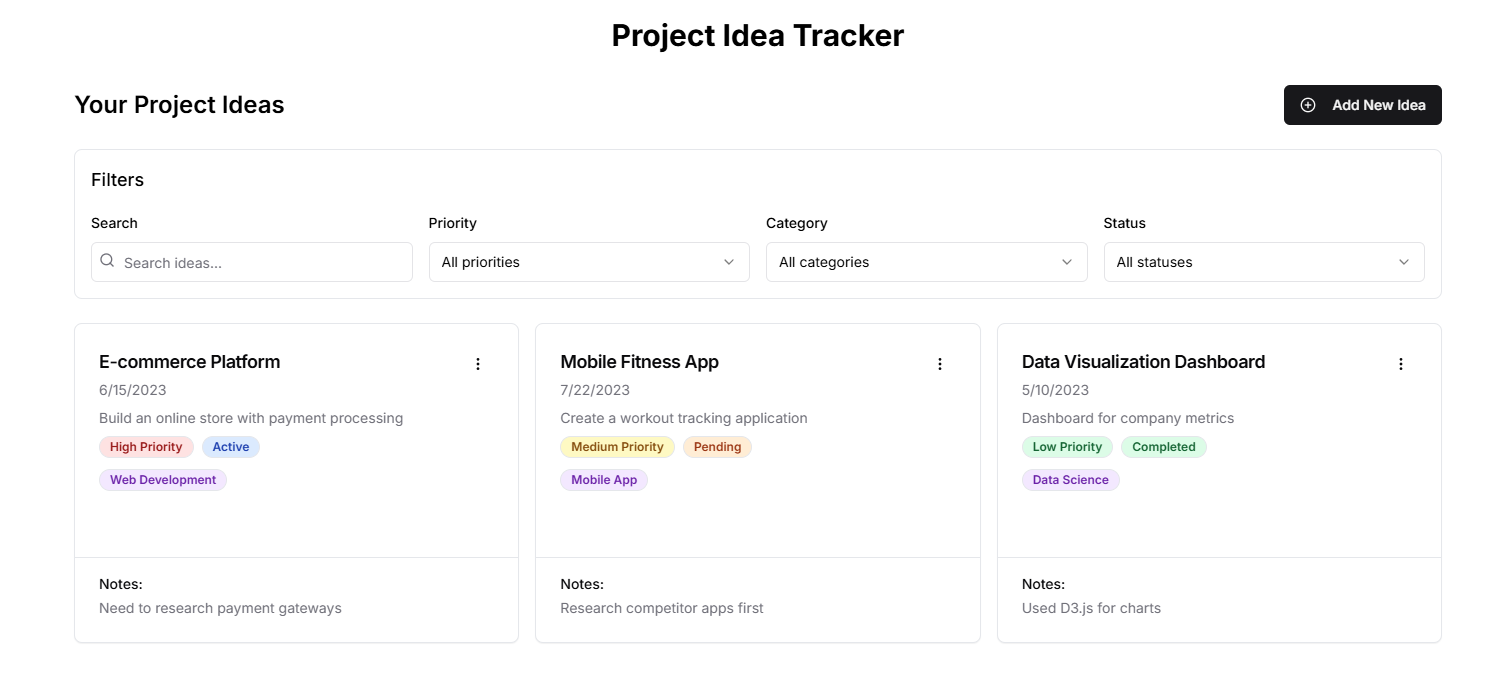 Project Idea Tracker
Your Project Ideas
Add New Idea
Filters
Search
Priority
Category
Status
Search ideas...
All priorities
All categories
All statuses
E-commerce Platform
6/15/2023
Build an online store with payment processing
High Priority
Active
Web Development
Notes:
Need to research payment gateways
Mobile Fitness App
7/22/2023
Create a workout tracking application
Medium Priority
Pending
Mobile App
Notes:
Research competitor apps first
Data Visualization Dashboard
5/10/2023
Dashboard for company metrics
Low Priority
Completed
Data Science
Notes:
Used D3.js for charts